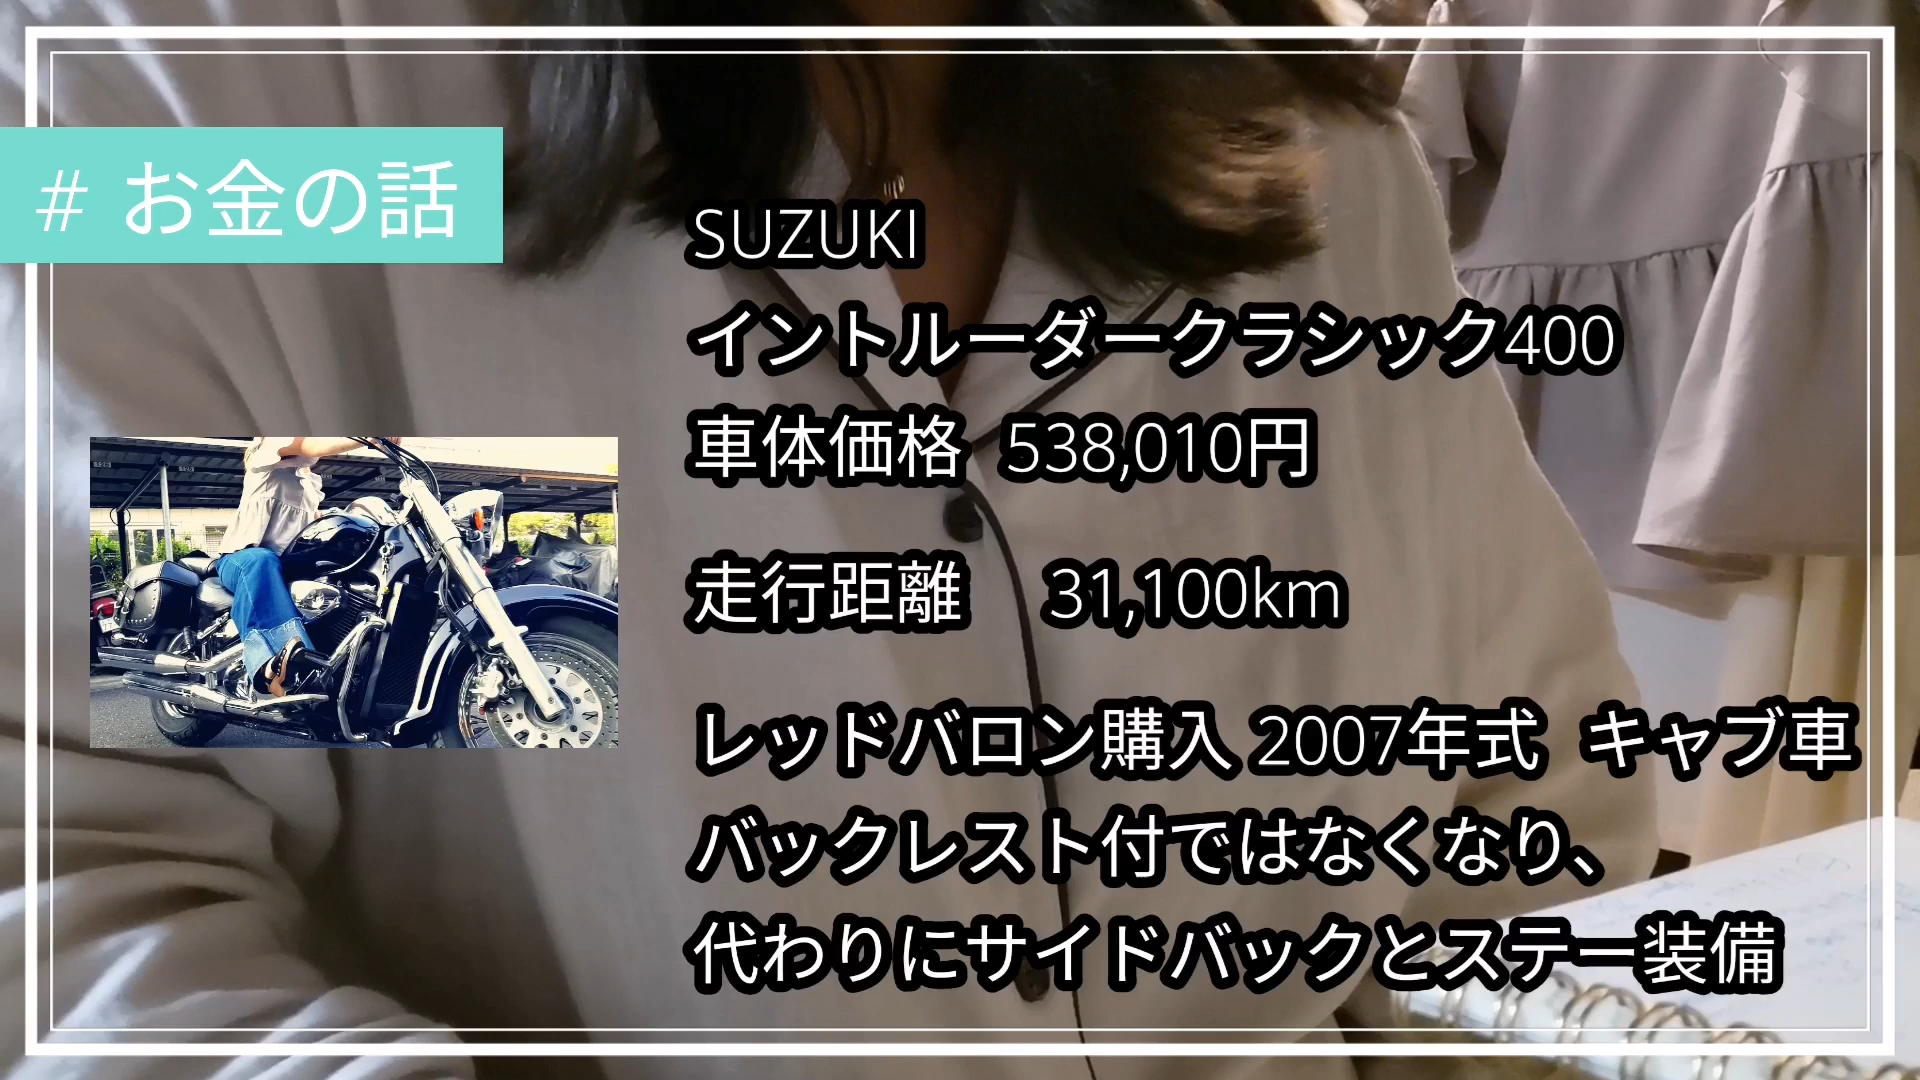 # お金の話
SUZUKI
イントルーダークラシック400
車体価格 538,010円
走行距離 31,100km
レッドバロン購入 2007年式 キャブ車
バックレスト付ではなくなり、
代わりにサイドバックとステー装備